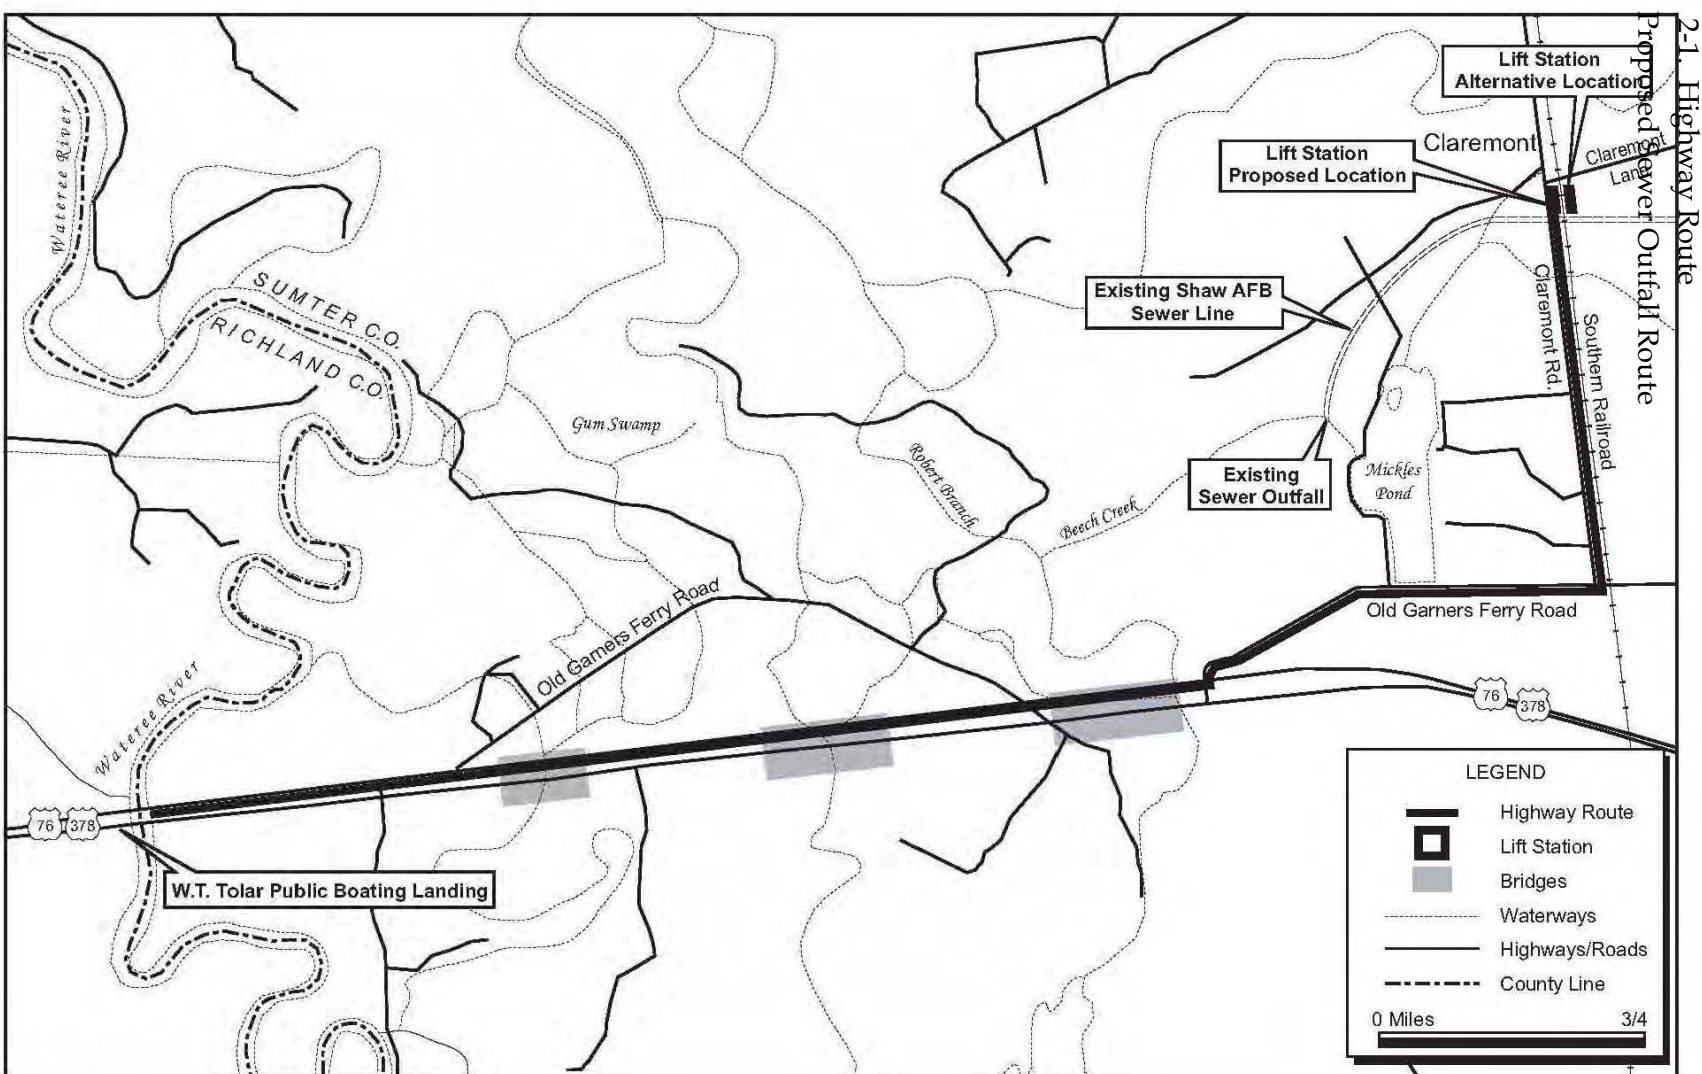 2-1. Highway Route
Proposed Sewer Outfall Route
Lift Station
Alternative Location
Claremont
Claremont
Lane
Lift Station
Proposed Location
Wateree River
SUMTER CO.
RICHLAND CO.
Existing Shaw AFB
Sewer Line
Claremont Rd.
Southern Railroad
Gum Swamp
Robert Branch
Beech Creek
Existing
Sewer Outfall
Mickles
Pond
Old Garners Ferry Road
Old Garners Ferry Road
Wateree River
76
378
76
378
W.T. Tolar Public Boating Landing
LEGEND
Highway Route
Lift Station
Bridges
Waterways
Highways/Roads
County Line
0 Miles 3/4